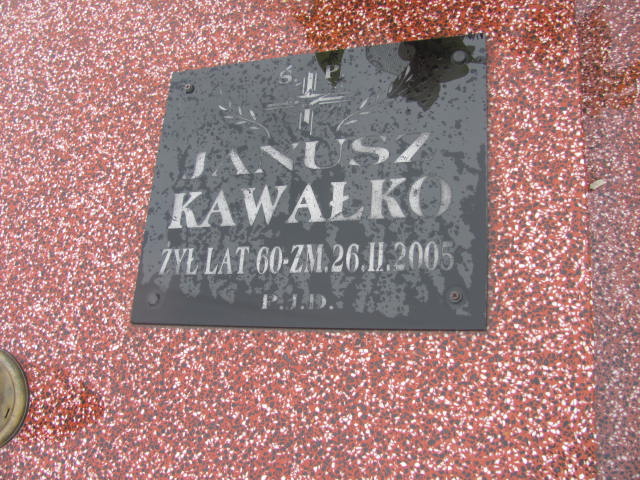 Ś P
JANUSZ
KAWAŁKO
ŻYŁ LAT 60-ZM. 26.II.2005
P.J.D.